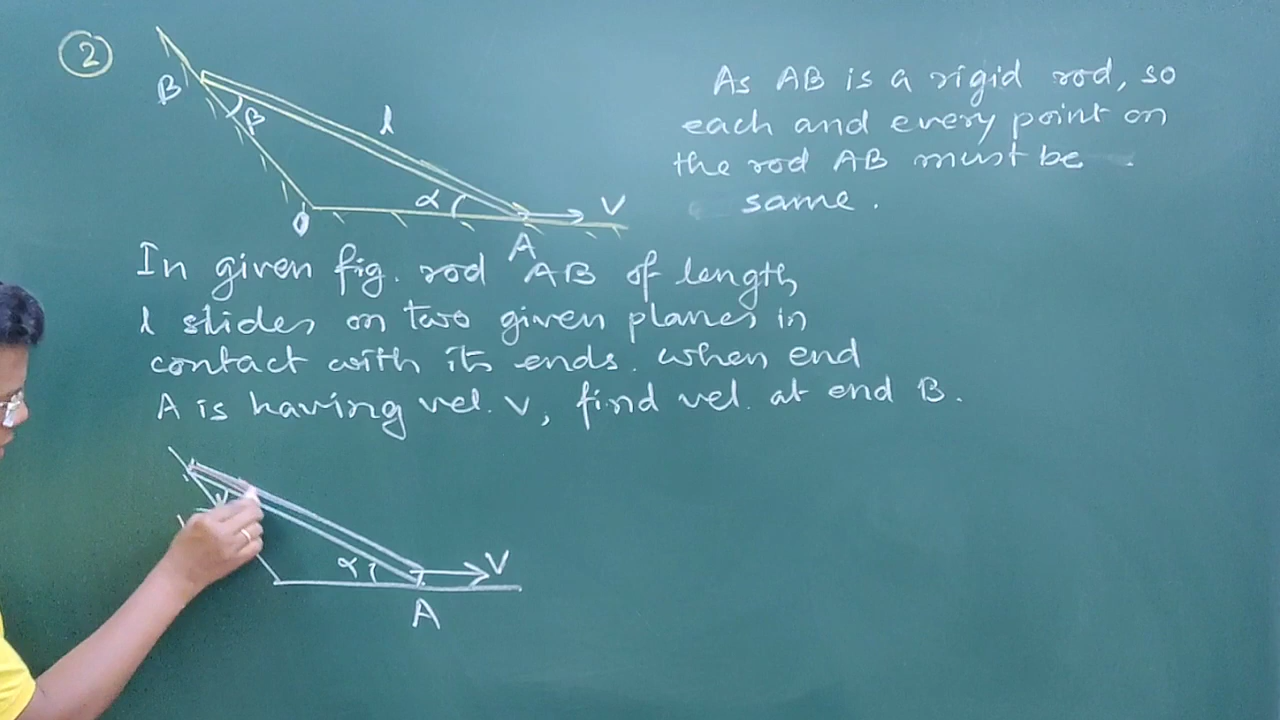 2
B
β
l
α
V
O
A
As AB is a rigid rod, so
each and every point on
the rod AB must be
same.
In given fig. rod AB of length
l slides on two given planes in
contact with its ends. when end
A is having vel. V, find vel. at end B.
α
V
A